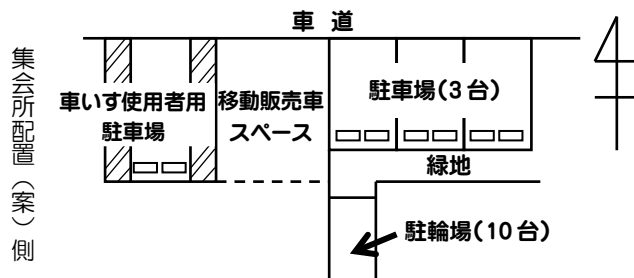 車道
集会所配置（案）側
車いす使用者用
駐車場
移動販売車
スペース
駐車場(3台)
緑地
駐輪場(10台)